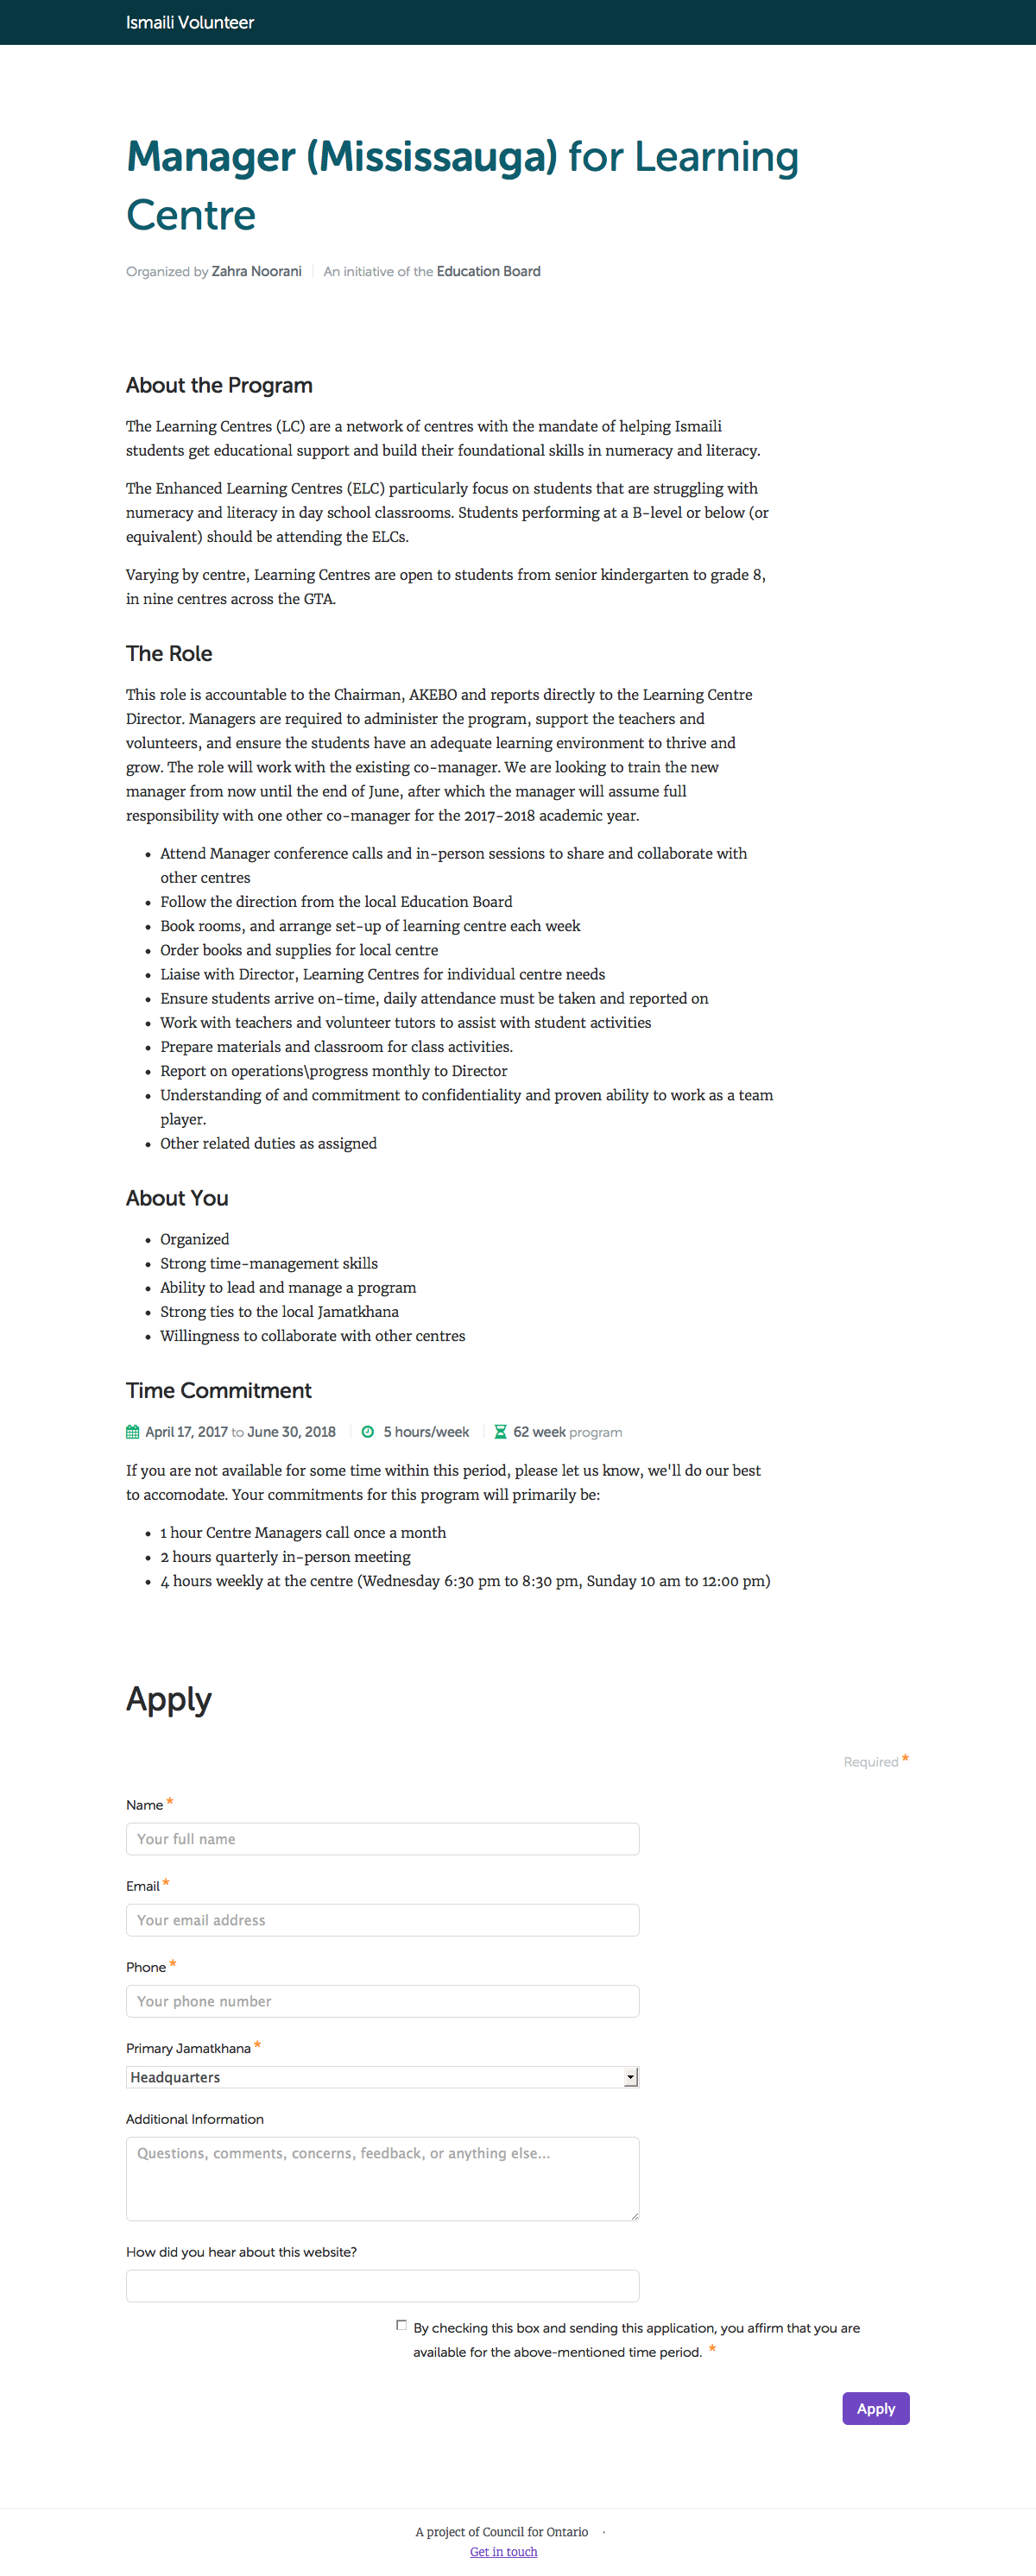 Ismaili Volunteer
Manager (Mississauga) for Learning
Centre
Organized by Zahra Noorani An initiative of the Education Board
About the Program
The Learning Centres (LC) are a network of centres with the mandate of helping Ismaili
students get educational support and build their foundational skills in numeracy and literacy.
The Enhanced Learning Centres (ELC) particularly focus on students that are struggling with
numeracy and literacy in day school classrooms. Students performing at a B-level or below (or
equivalent) should be attending the ELCs.
Varying by centre, Learning Centres are open to students from senior kindergarten to grade 8,
in nine centres across the GTA.
The Role
This role is accountable to the Chairman, AKEBO and reports directly to the Learning Centre
Director. Managers are required to administer the program, support the teachers and
volunteers, and ensure the students have an adequate learning environment to thrive and
grow. The role will work with the existing co-manager. We are looking to train the new
manager from now until the end of June, after which the manager will assume full
responsibility with one other co-manager for the 2017-2018 academic year.
• Attend Manager conference calls and in-person sessions to share and collaborate with
other centres
• Follow the direction from the local Education Board
• Book rooms, and arrange set-up of learning centre each week
• Order books and supplies for local centre
• Liaise with Director, Learning Centres for individual centre needs
• Ensure students arrive on-time, daily attendance must be taken and reported on
• Work with teachers and volunteer tutors to assist with student activities
• Prepare materials and classroom for class activities.
• Report on operations\progress monthly to Director
• Understanding of and commitment to confidentiality and proven ability to work as a team
player.
• Other related duties as assigned
About You
• Organized
• Strong time-management skills
• Ability to lead and manage a program
• Strong ties to the local Jamatkhana
• Willingness to collaborate with other centres
Time Commitment
April 17, 2017 to June 30, 2018 5 hours/week 62 week program
If you are not available for some time within this period, please let us know, we'll do our best
to accomodate. Your commitments for this program will primarily be:
• 1 hour Centre Managers call once a month
• 2 hours quarterly in-person meeting
• 4 hours weekly at the centre (Wednesday 6:30 pm to 8:30 pm, Sunday 10 am to 12:00 pm)
Apply
Required *
Name *
Your full name
Email *
Your email address
Phone *
Your phone number
Primary Jamatkhana *
Headquarters
Additional Information
Questions, comments, concerns, feedback, or anything else...
How did you hear about this website?
By checking this box and sending this application, you affirm that you are
available for the above-mentioned time period. *
Apply
A project of Council for Ontario ·
Get in touch